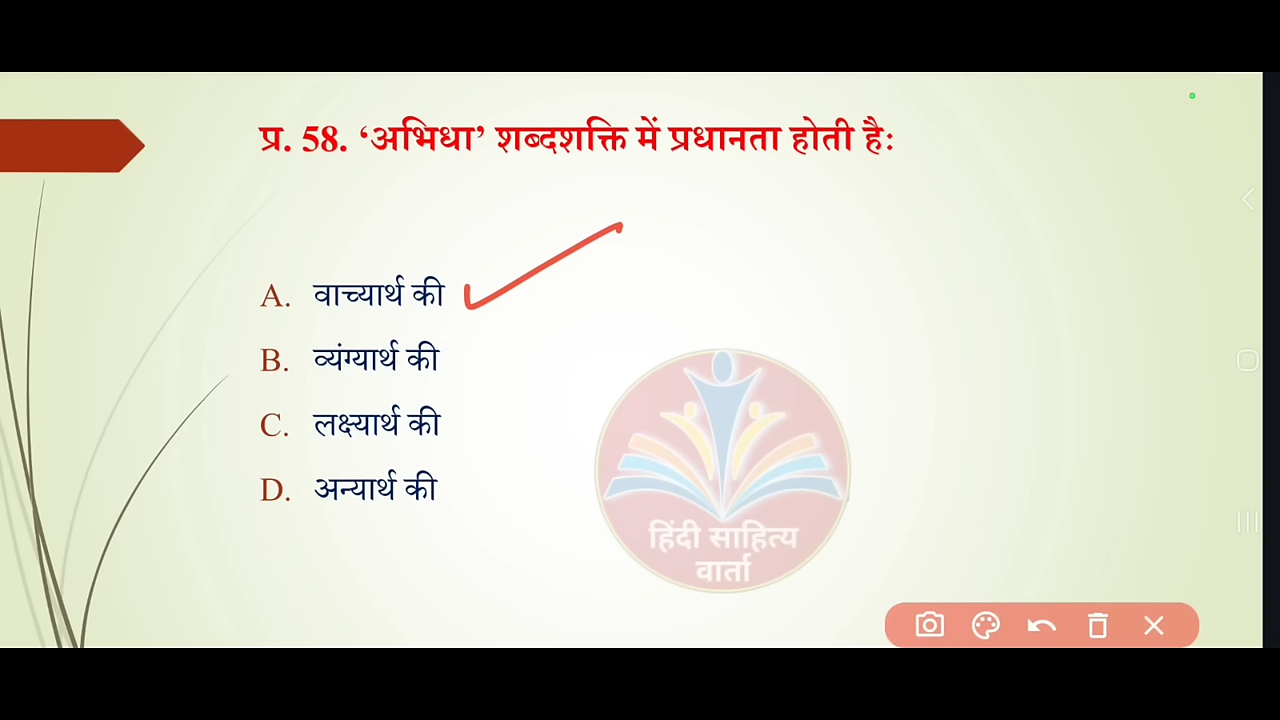 प्र. 58. ‘अभिधा’ शब्दशक्ति में प्रधानता होती है:
A. वाच्यार्थ की
B. व्यंग्यार्थ की
C. लक्ष्यार्थ की
D. अन्यार्थ की
हिंदी साहित्य
वार्ता